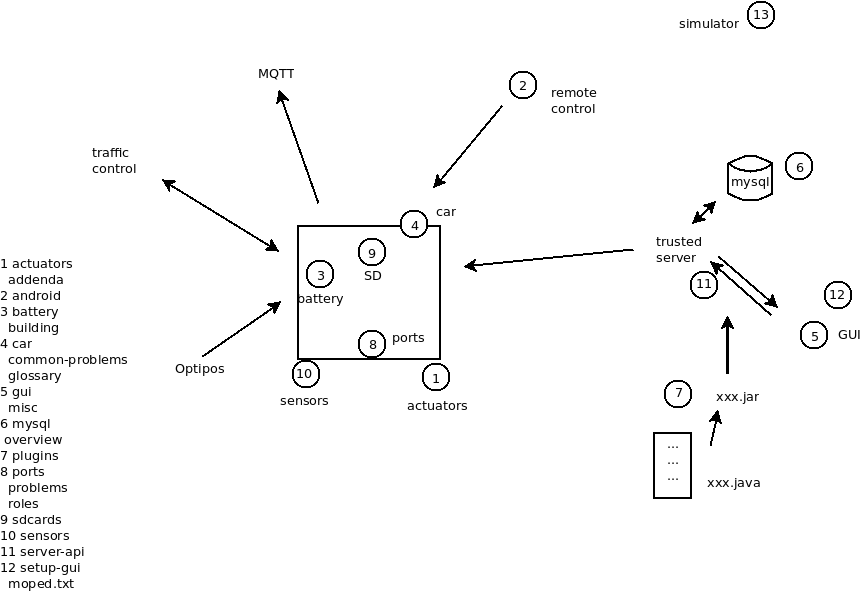 simulator 13
MQTT
2
remote
control
traffic
control
mysql
6
4
car
9
SD
3
battery
trusted
server
11
12
5
GUI
8
ports
Optipos
10
sensors
1
actuators
7
xxx.jar
...
...
...
xxx.java
1 actuators
addenda
2 android
3 battery
building
4 car
common-problems
glossary
5 gui
misc
6 mysql
overview
7 plugins
8 ports
problems
roles
9 sdcards
10 sensors
11 server-api
12 setup-gui
moped.txt